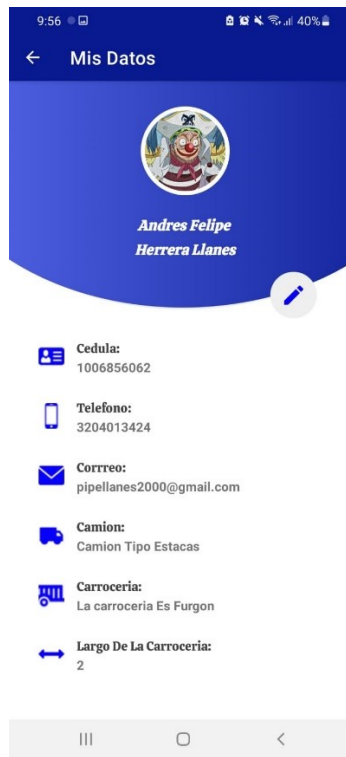 9:56
40%
Mis Datos
Andres Felipe
Herrera Llanes
Cedula:
1006856062
Telefono:
3204013424
Corrreo:
pipellanes2000@gmail.com
Camion:
Camion Tipo Estacas
Carroceria:
La carroceria Es Furgon
Largo De La Carroceria:
2